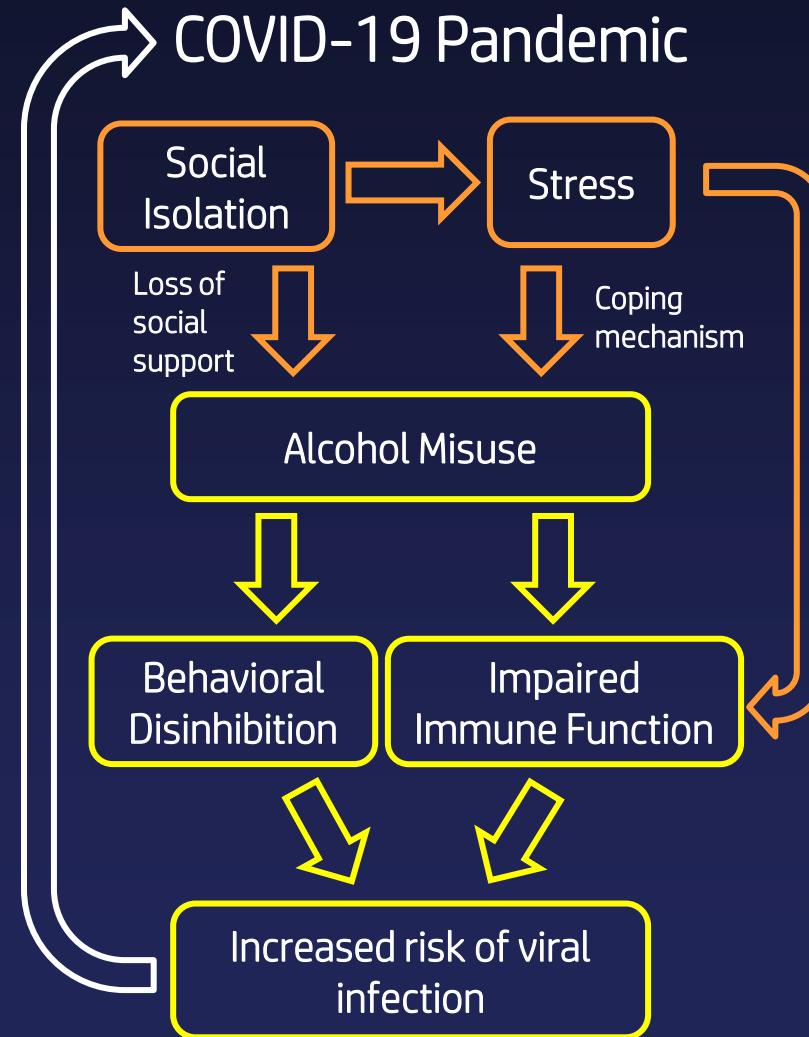 COVID-19 Pandemic
Social
Isolation
Stress
Loss of
social
support
Coping
mechanism
Alcohol Misuse
Behavioral
Disinhibition
Impaired
Immune Function
Increased risk of viral
infection